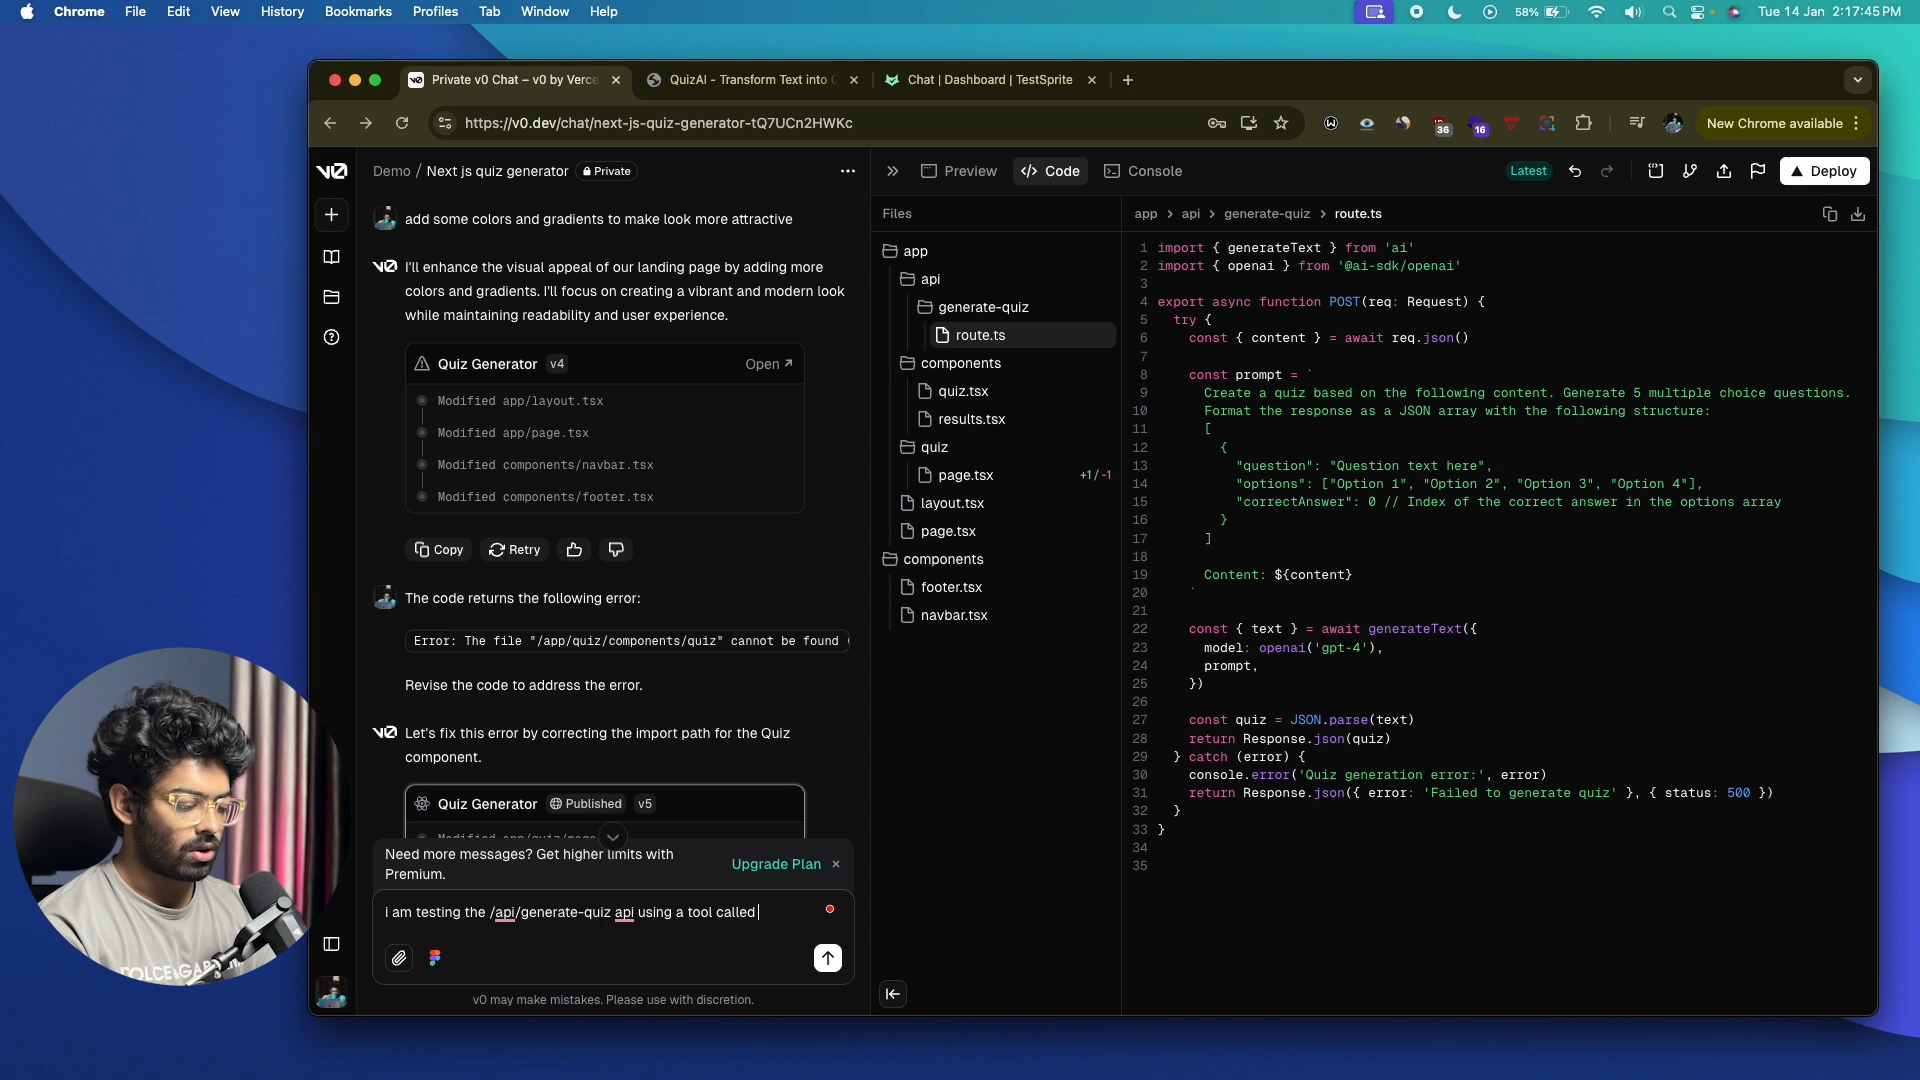 Chrome File Edit View History Bookmarks Profiles Tab Window Help
58% Tue 14 Jan 2:17:45 PM
Private v0 Chat – v0 by Verce
QuizAI - Transform Text into
Chat | Dashboard | TestSprite
https://v0.dev/chat/next-js-quiz-generator-tQ7UCn2HWKc
36
16
New Chrome available
v0
Demo / Next js quiz generator Private
add some colors and gradients to make look more attractive
v0 I'll enhance the visual appeal of our landing page by adding more
colors and gradients. I'll focus on creating a vibrant and modern look
while maintaining readability and user experience.
Quiz Generator v4 Open
Modified app/layout.tsx
Modified app/page.tsx
Modified components/navbar.tsx
Modified components/footer.tsx
Copy Retry
The code returns the following error:
Error: The file "/app/quiz/components/quiz" cannot be found
Revise the code to address the error.
v0 Let's fix this error by correcting the import path for the Quiz
component.
Quiz Generator Published v5
Need more messages? Get higher limits with
Premium.
Upgrade Plan
i am testing the /api/generate-quiz api using a tool called
v0 may make mistakes. Please use with discretion.
Preview Code Console
Latest
Deploy
Files
app
api
generate-quiz
route.ts
components
quiz.tsx
results.tsx
quiz
page.tsx +1/-1
layout.tsx
page.tsx
components
footer.tsx
navbar.tsx
app > api > generate-quiz > route.ts
1 import { generateText } from 'ai'
2 import { openai } from '@ai-sdk/openai'
3
4 export async function POST(req: Request) {
5 try {
6 const { content } = await req.json()
7
8 const prompt = `
9 Create a quiz based on the following content. Generate 5 multiple choice questions.
10 Format the response as a JSON array with the following structure:
11 [
12 {
13 "question": "Question text here",
14 "options": ["Option 1", "Option 2", "Option 3", "Option 4"],
15 "correctAnswer": 0 // Index of the correct answer in the options array
16 }
17 ]
18
19 Content: ${content}
20 `
21
22 const { text } = await generateText({
23 model: openai('gpt-4'),
24 prompt,
25 })
26
27 const quiz = JSON.parse(text)
28 return Response.json(quiz)
29 } catch (error) {
30 console.error('Quiz generation error:', error)
31 return Response.json({ error: 'Failed to generate quiz' }, { status: 500 })
32 }
33 }
34
35